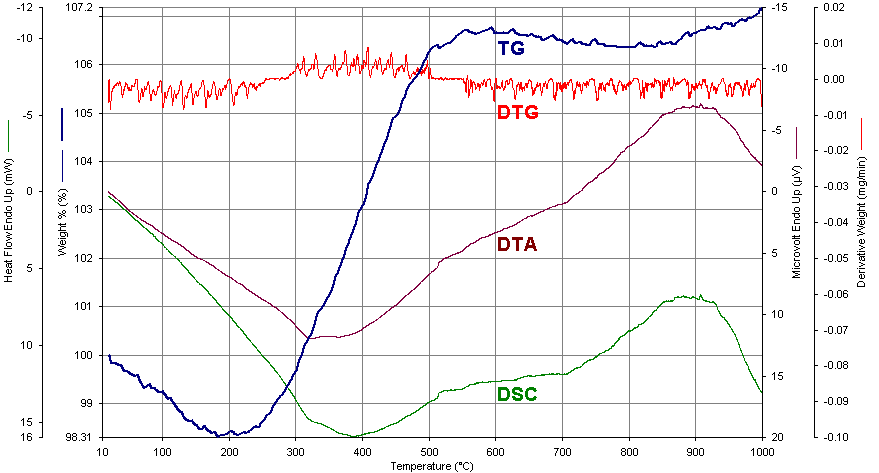 -12 107.2 -15 0.02
-10 0.01
106 -10 0.00
TG
-5 105 DTG -5 -0.01
104 -0.02
0 103 0 -0.03
-0.04
5 102 DTA 5 -0.05
101 10 -0.06
10 100 -0.07
15 -0.08
15 99 DSC -0.09
16 98.31 20 -0.10
10 100 200 300 400 500 600 700 800 900 1000
Temperature (°C)
Heat Flow Endo Up (mW)
Weight % (%)
Microvolt Endo Up (µV)
Derivative Weight (mg/min)